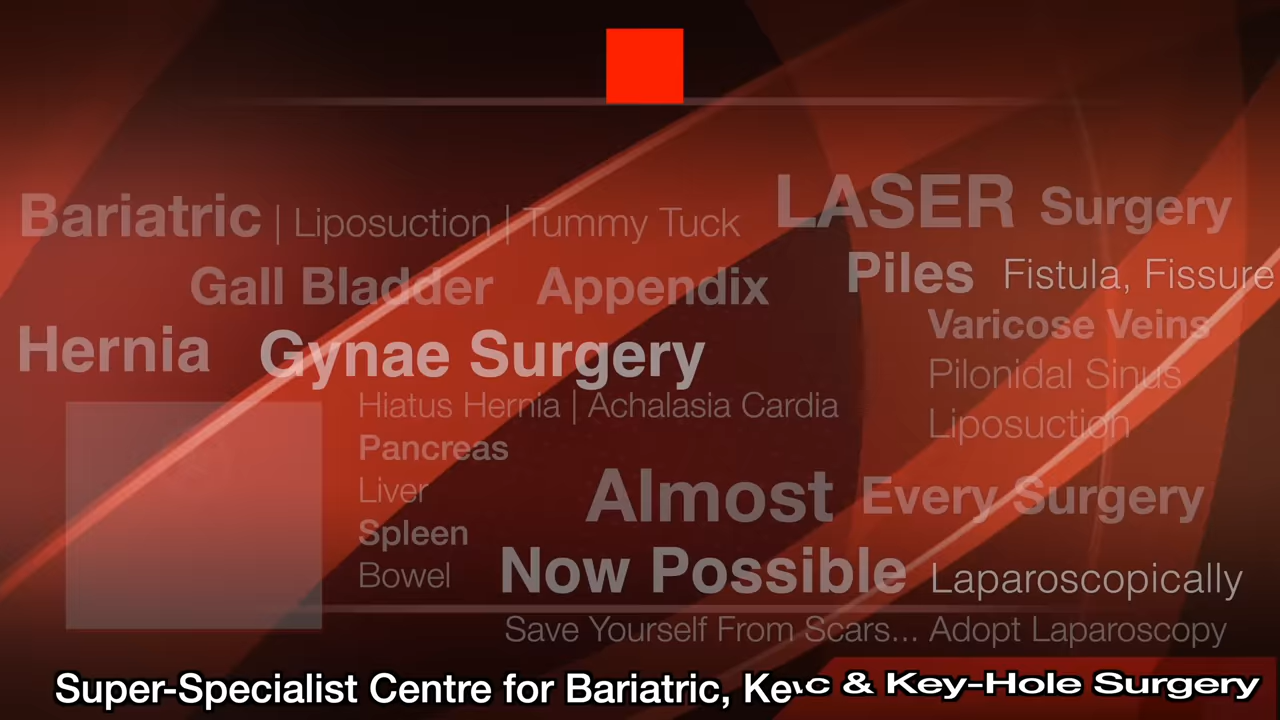 Bariatric | Liposuction | Tummy Tuck
LASER Surgery
Gall Bladder Appendix
Piles Fistula, Fissure
Varicose Veins
Hernia Gynae Surgery
Pilonidal Sinus
Hiatus Hernia | Achalasia Cardia
Liposuction
Pancreas
Liver
Almost Every Surgery
Spleen
Now Possible Laparoscopically
Bowel
Save Yourself From Scars... Adopt Laparoscopy
Super-Specialist Centre for Bariatric, & Key-Hole Surgery